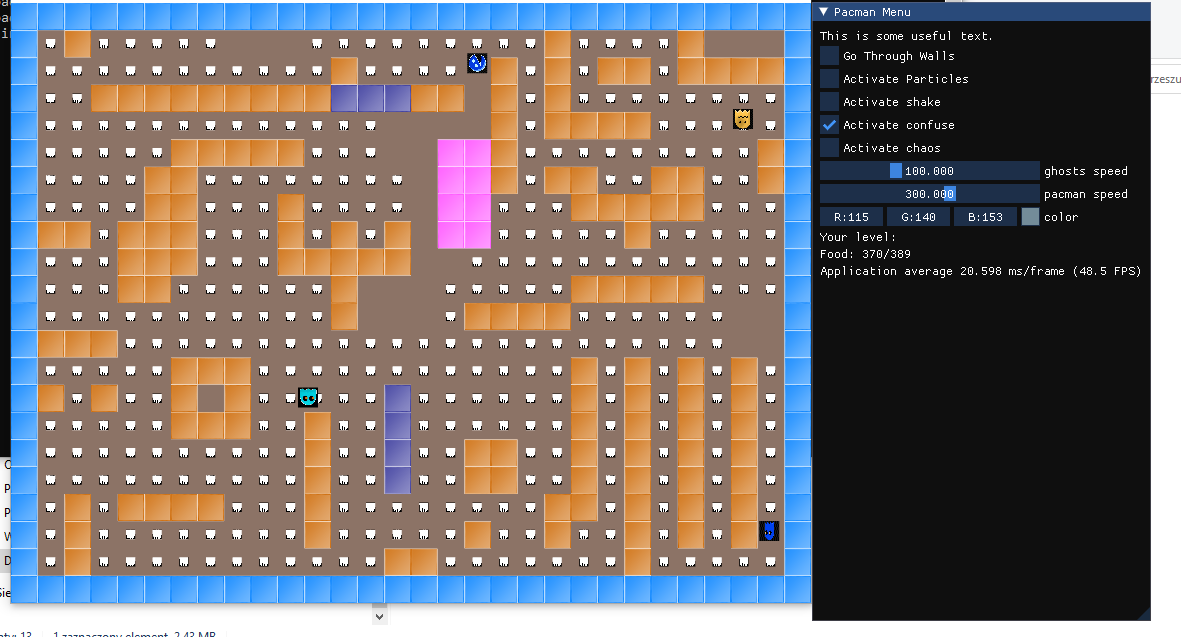 Pacman Menu
This is some useful text.
Go Through Walls
Activate Particles
Activate shake
Activate confuse
Activate chaos
100.000 ghosts speed
300.000 pacman speed
R:115 G:140 B:153 color
Your level:
Food: 370/389
Application average 20.598 ms/frame (48.5 FPS)
rzeszu
1 zaznaczony element, 2,43 MB